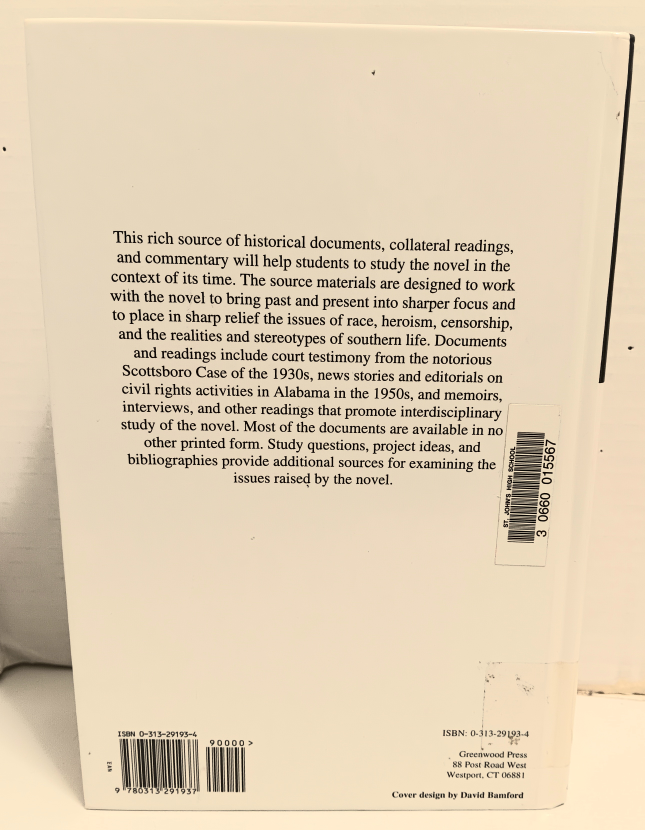 This rich source of historical documents, collateral readings,
and commentary will help students to study the novel in the
context of its time. The source materials are designed to work
with the novel to bring past and present into sharper focus and
to place in sharp relief the issues of race, heroism, censorship,
and the realities and stereotypes of southern life. Documents
and readings include court testimony from the notorious
Scottsboro Case of the 1930s, news stories and editorials on
civil rights activities in Alabama in the 1950s, and memoirs,
interviews, and other readings that promote interdisciplinary
study of the novel. Most of the documents are available in no
other printed form. Study questions, project ideas, and
bibliographies provide additional sources for examining the
issues raised by the novel.
ST. JOHN'S HIGH SCHOOL
3 0660 015567
ISBN 0-313-29193-4
90000>
EAN
9 780313 291937
ISBN: 0-313-29193-4
Greenwood Press
88 Post Road West
Westport, CT 06881
Cover design by David Bamford